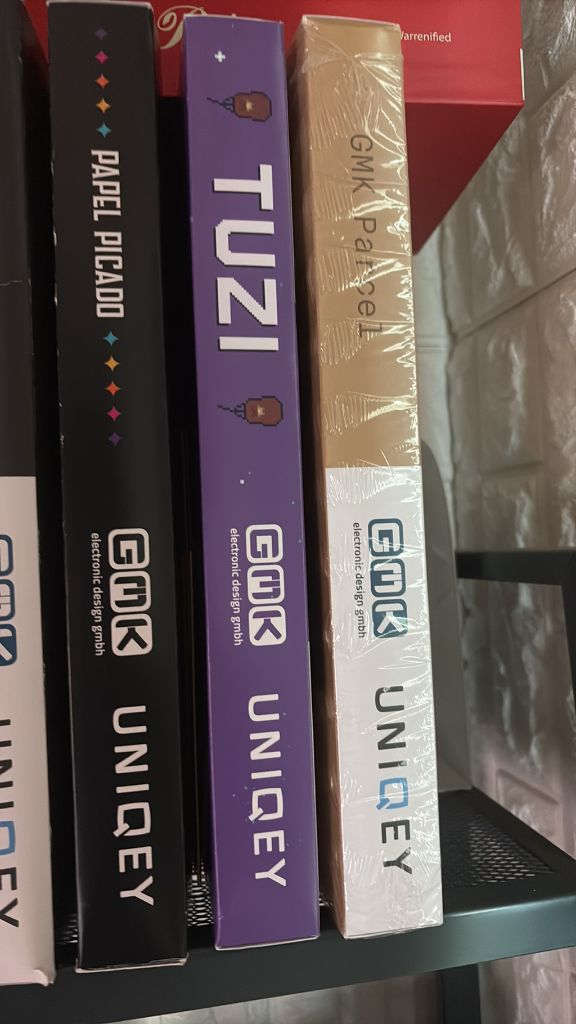 GMK
UNIQEY
PAPEL PICADO
GMK
electronic design gmbh
UNIQEY
TUZI
GMK
electronic design gmbh
UNIQEY
GMK Parcel
GMK
electronic design gmbh
UNIQEY
Warrenified